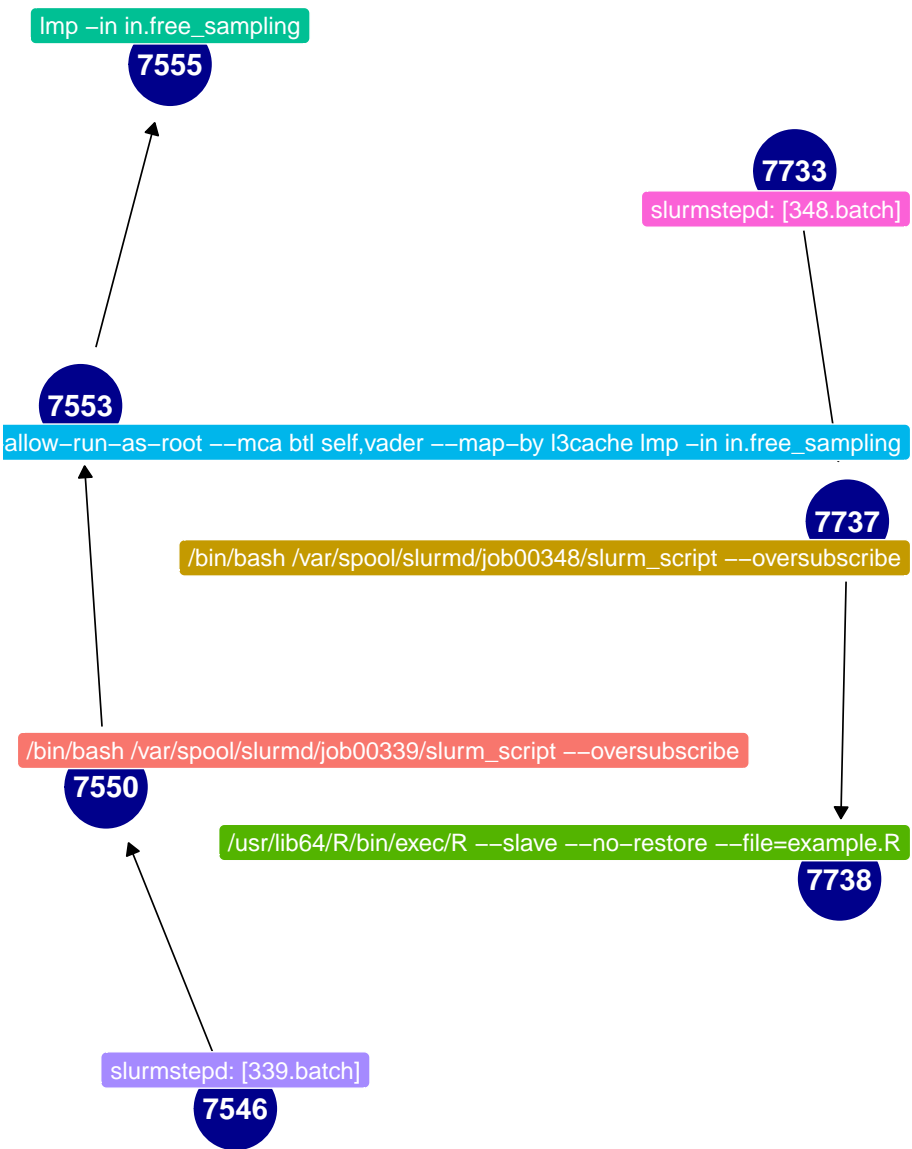 lmp −in in.free_sampling
7555
7733
slurmstepd: [348.batch]
7553
allow−run−as−root −−mca btl self,vader −−map−by l3cache lmp −in in.free_sampling
7737
/bin/bash /var/spool/slurmd/job00348/slurm_script −−oversubscribe
/bin/bash /var/spool/slurmd/job00339/slurm_script −−oversubscribe
7550
/usr/lib64/R/bin/exec/R −−slave −−no−restore −−file=example.R
7738
slurmstepd: [339.batch]
7546